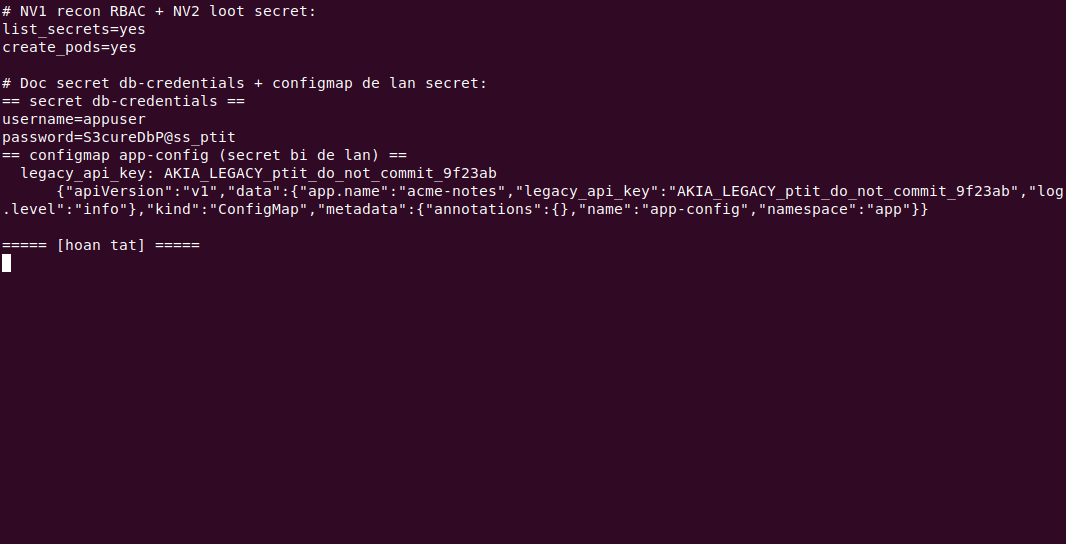 # NV1 recon RBAC + NV2 loot secret:
list_secrets=yes
create_pods=yes
# Doc secret db-credentials + configmap de lan secret:
== secret db-credentials ==
username=appuser
password=S3cureDbP@ss_ptit
== configmap app-config (secret bi de lan) ==
  legacy_api_key: AKIA_LEGACY_ptit_do_not_commit_9f23ab
      {"apiVersion":"v1","data":{"app.name":"acme-notes","legacy_api_key":"AKIA_LEGACY_ptit_do_not_commit_9f23ab","log
.level":"info"},"kind":"ConfigMap","metadata":{"annotations":{},"name":"app-config","namespace":"app"}}
===== [hoan tat] =====